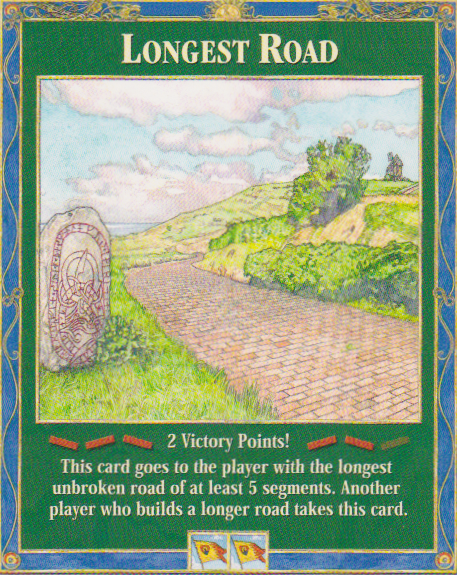 LONGEST ROAD
2 Victory Points!
This card goes to the player with the longest
unbroken road of at least 5 segments. Another
player who builds a longer road takes this card.